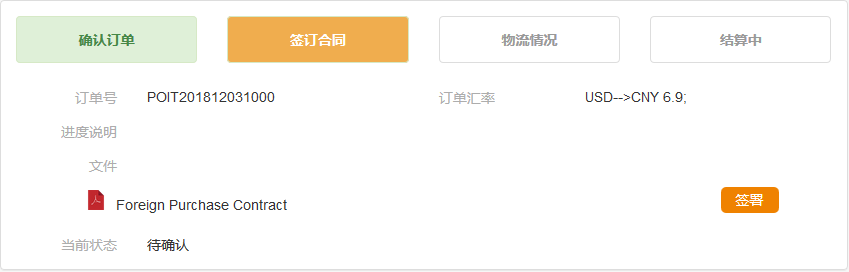 确认订单 签订合同 物流情况 结算中
订单号 POIT201812031000 订单汇率 USD-->CNY 6.9;
进度说明
文件
Foreign Purchase Contract 签署
当前状态 待确认